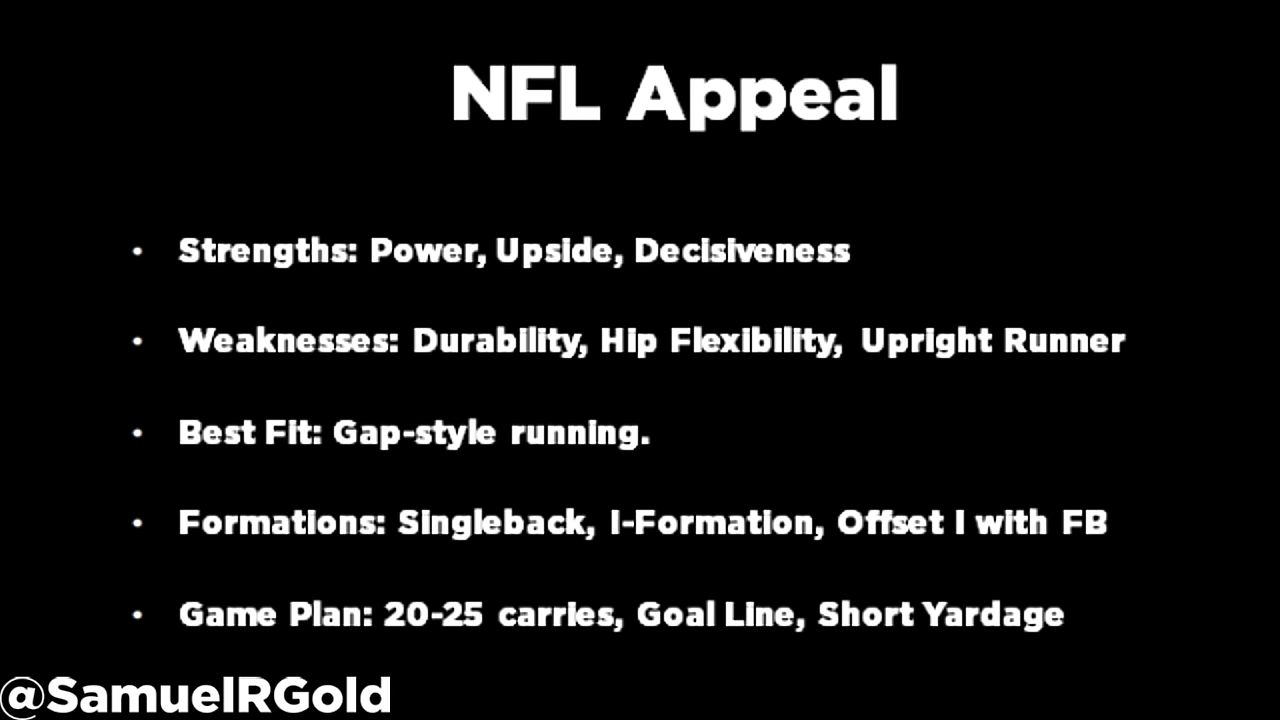 NFL Appeal
• Strengths: Power, Upside, Decisiveness
• Weaknesses: Durability, Hip Flexibility, Upright Runner
• Best Fit: Gap-style running.
• Formations: Singleback, I-Formation, Offset I with FB
• Game Plan: 20-25 carries, Goal Line, Short Yardage
@SamuelRGold